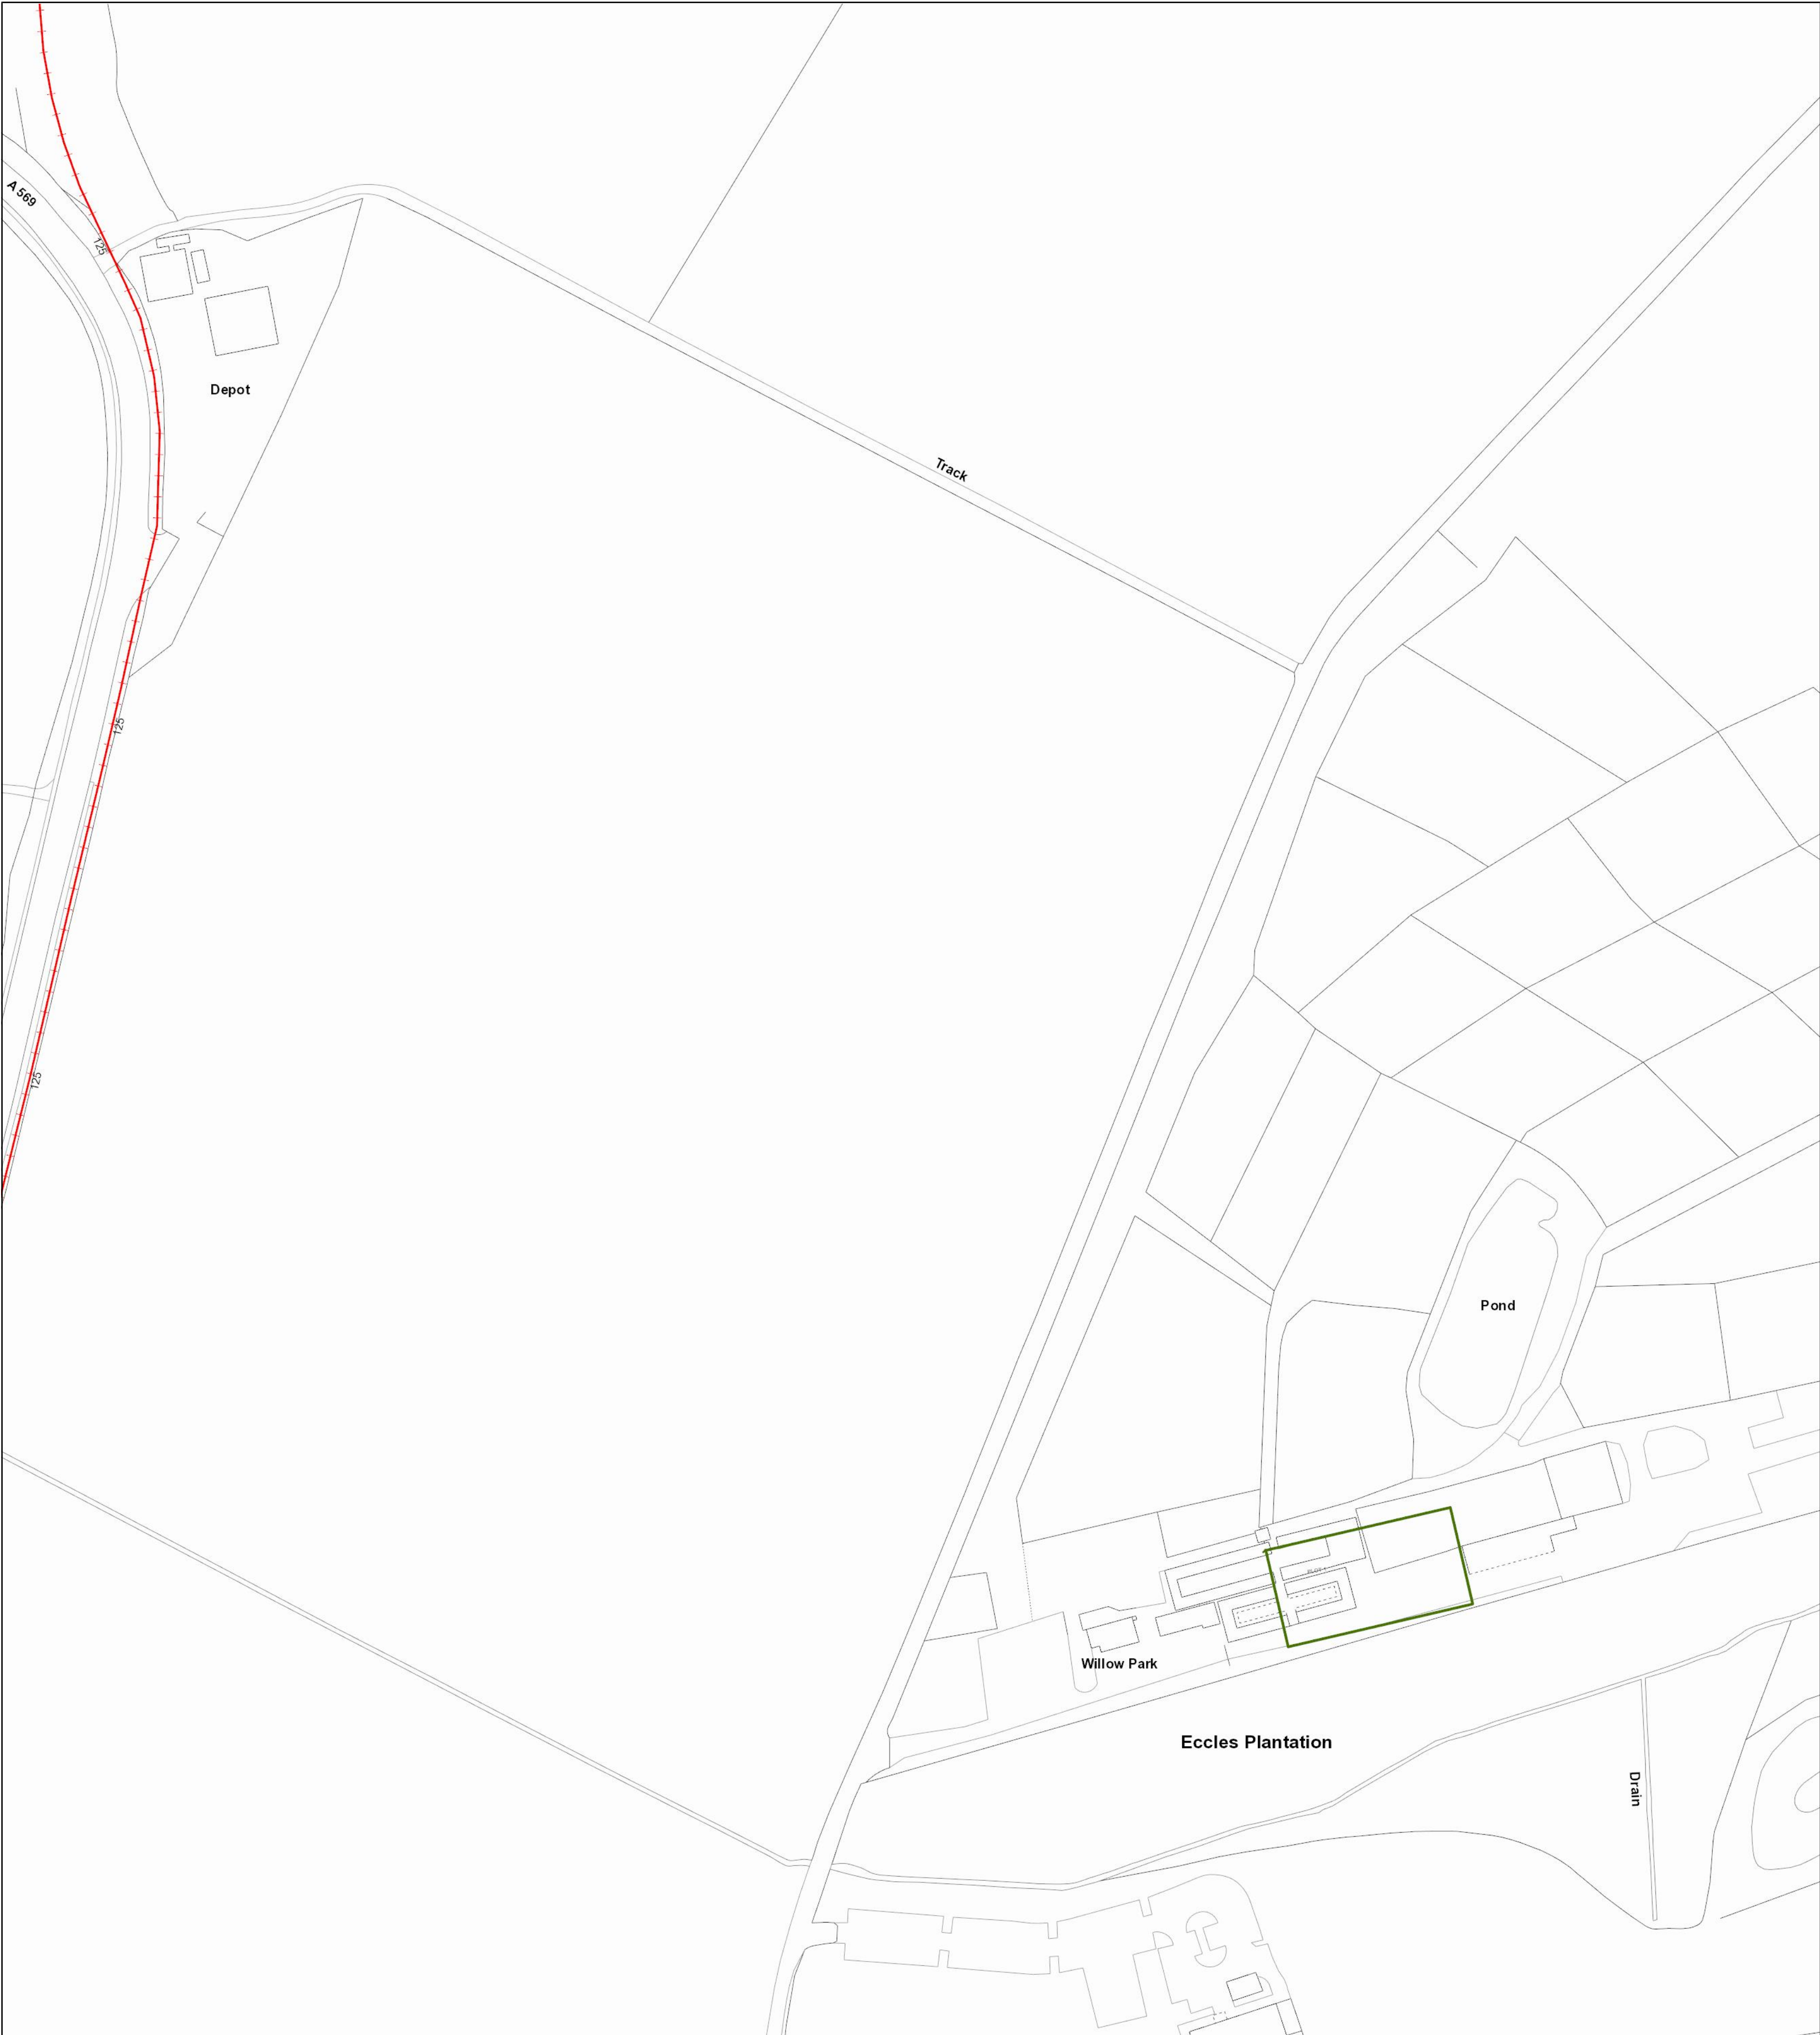 A 569
125
Depot
Track
125
125
Pond
Willow Park
Eccles Plantation
Drain